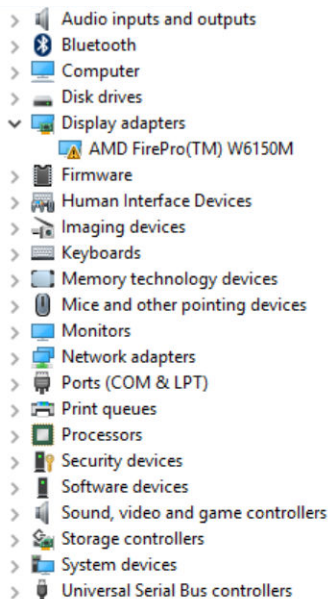 Audio inputs and outputs
Bluetooth
Computer
Disk drives
Display adapters
AMD FirePro(TM) W6150M
Firmware
Human Interface Devices
Imaging devices
Keyboards
Memory technology devices
Mice and other pointing devices
Monitors
Network adapters
Ports (COM & LPT)
Print queues
Processors
Security devices
Software devices
Sound, video and game controllers
Storage controllers
System devices
Universal Serial Bus controllers